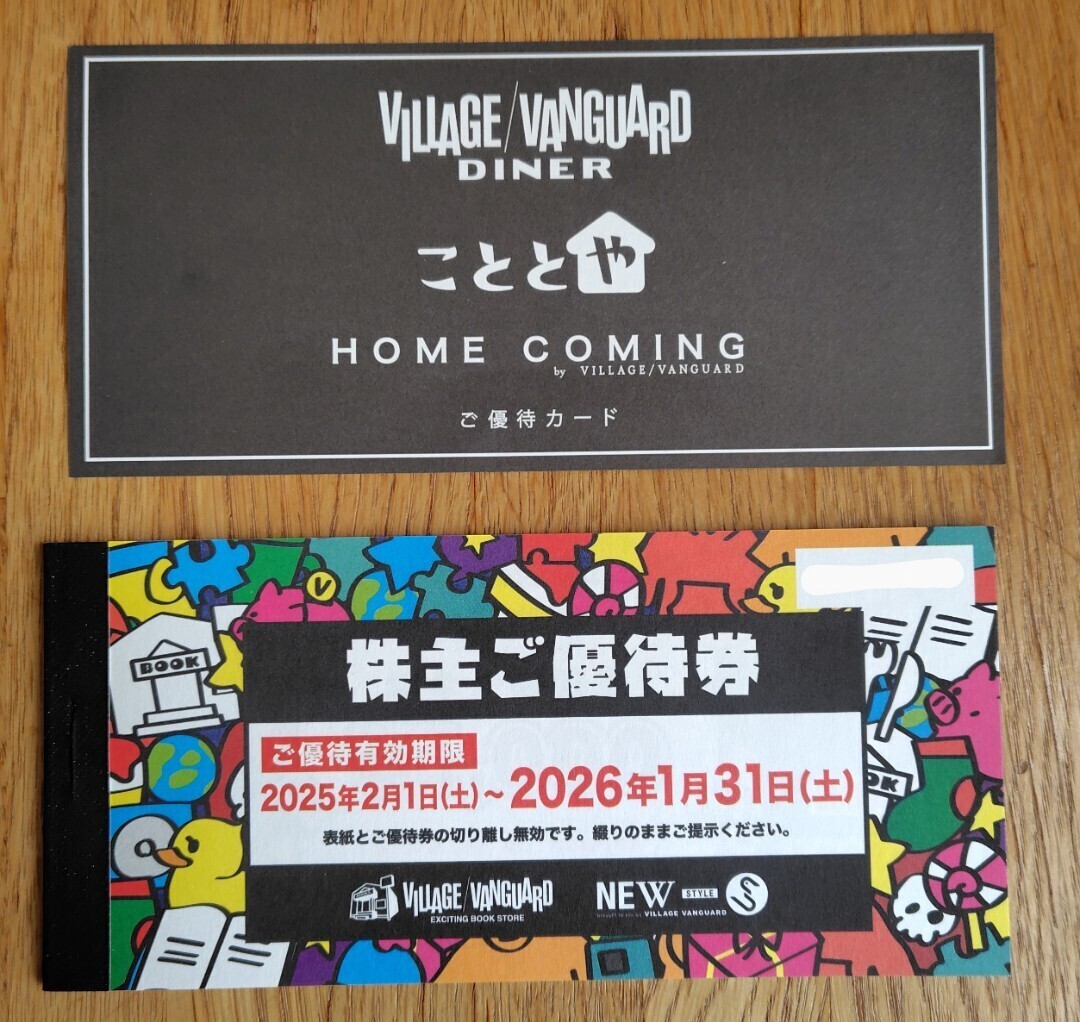 VILLAGE/VANGUARD
DINER
こととや
HOME COMING
by VILLAGE/VANGUARD
ご優待カード
BOOK
株主ご優待券
ご優待有効期限
2025年2月1日(土)~2026年1月31日(土)
表紙とご優待券の切り離し無効です。綴りのままご提示ください。
VILLAGE/VANGUARD
EXCITING BOOK STORE
NEW STYLE
brought to you by VILLAGE VANGUARD